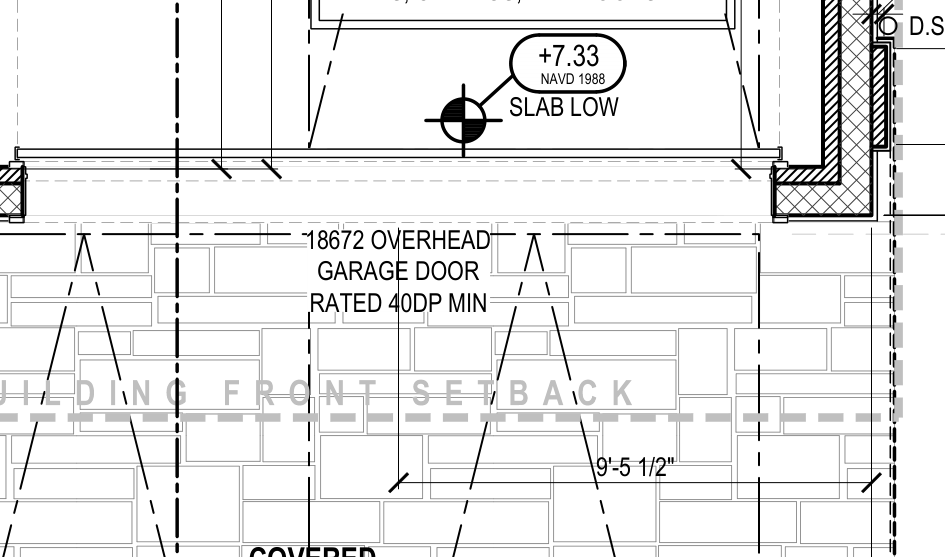 D.S
+7.33
NAVD 1988
SLAB LOW
18672 OVERHEAD
GARAGE DOOR
RATED 40DP MIN
UILDING FRONT SETBACK
9'-5 1/2"
COVERED